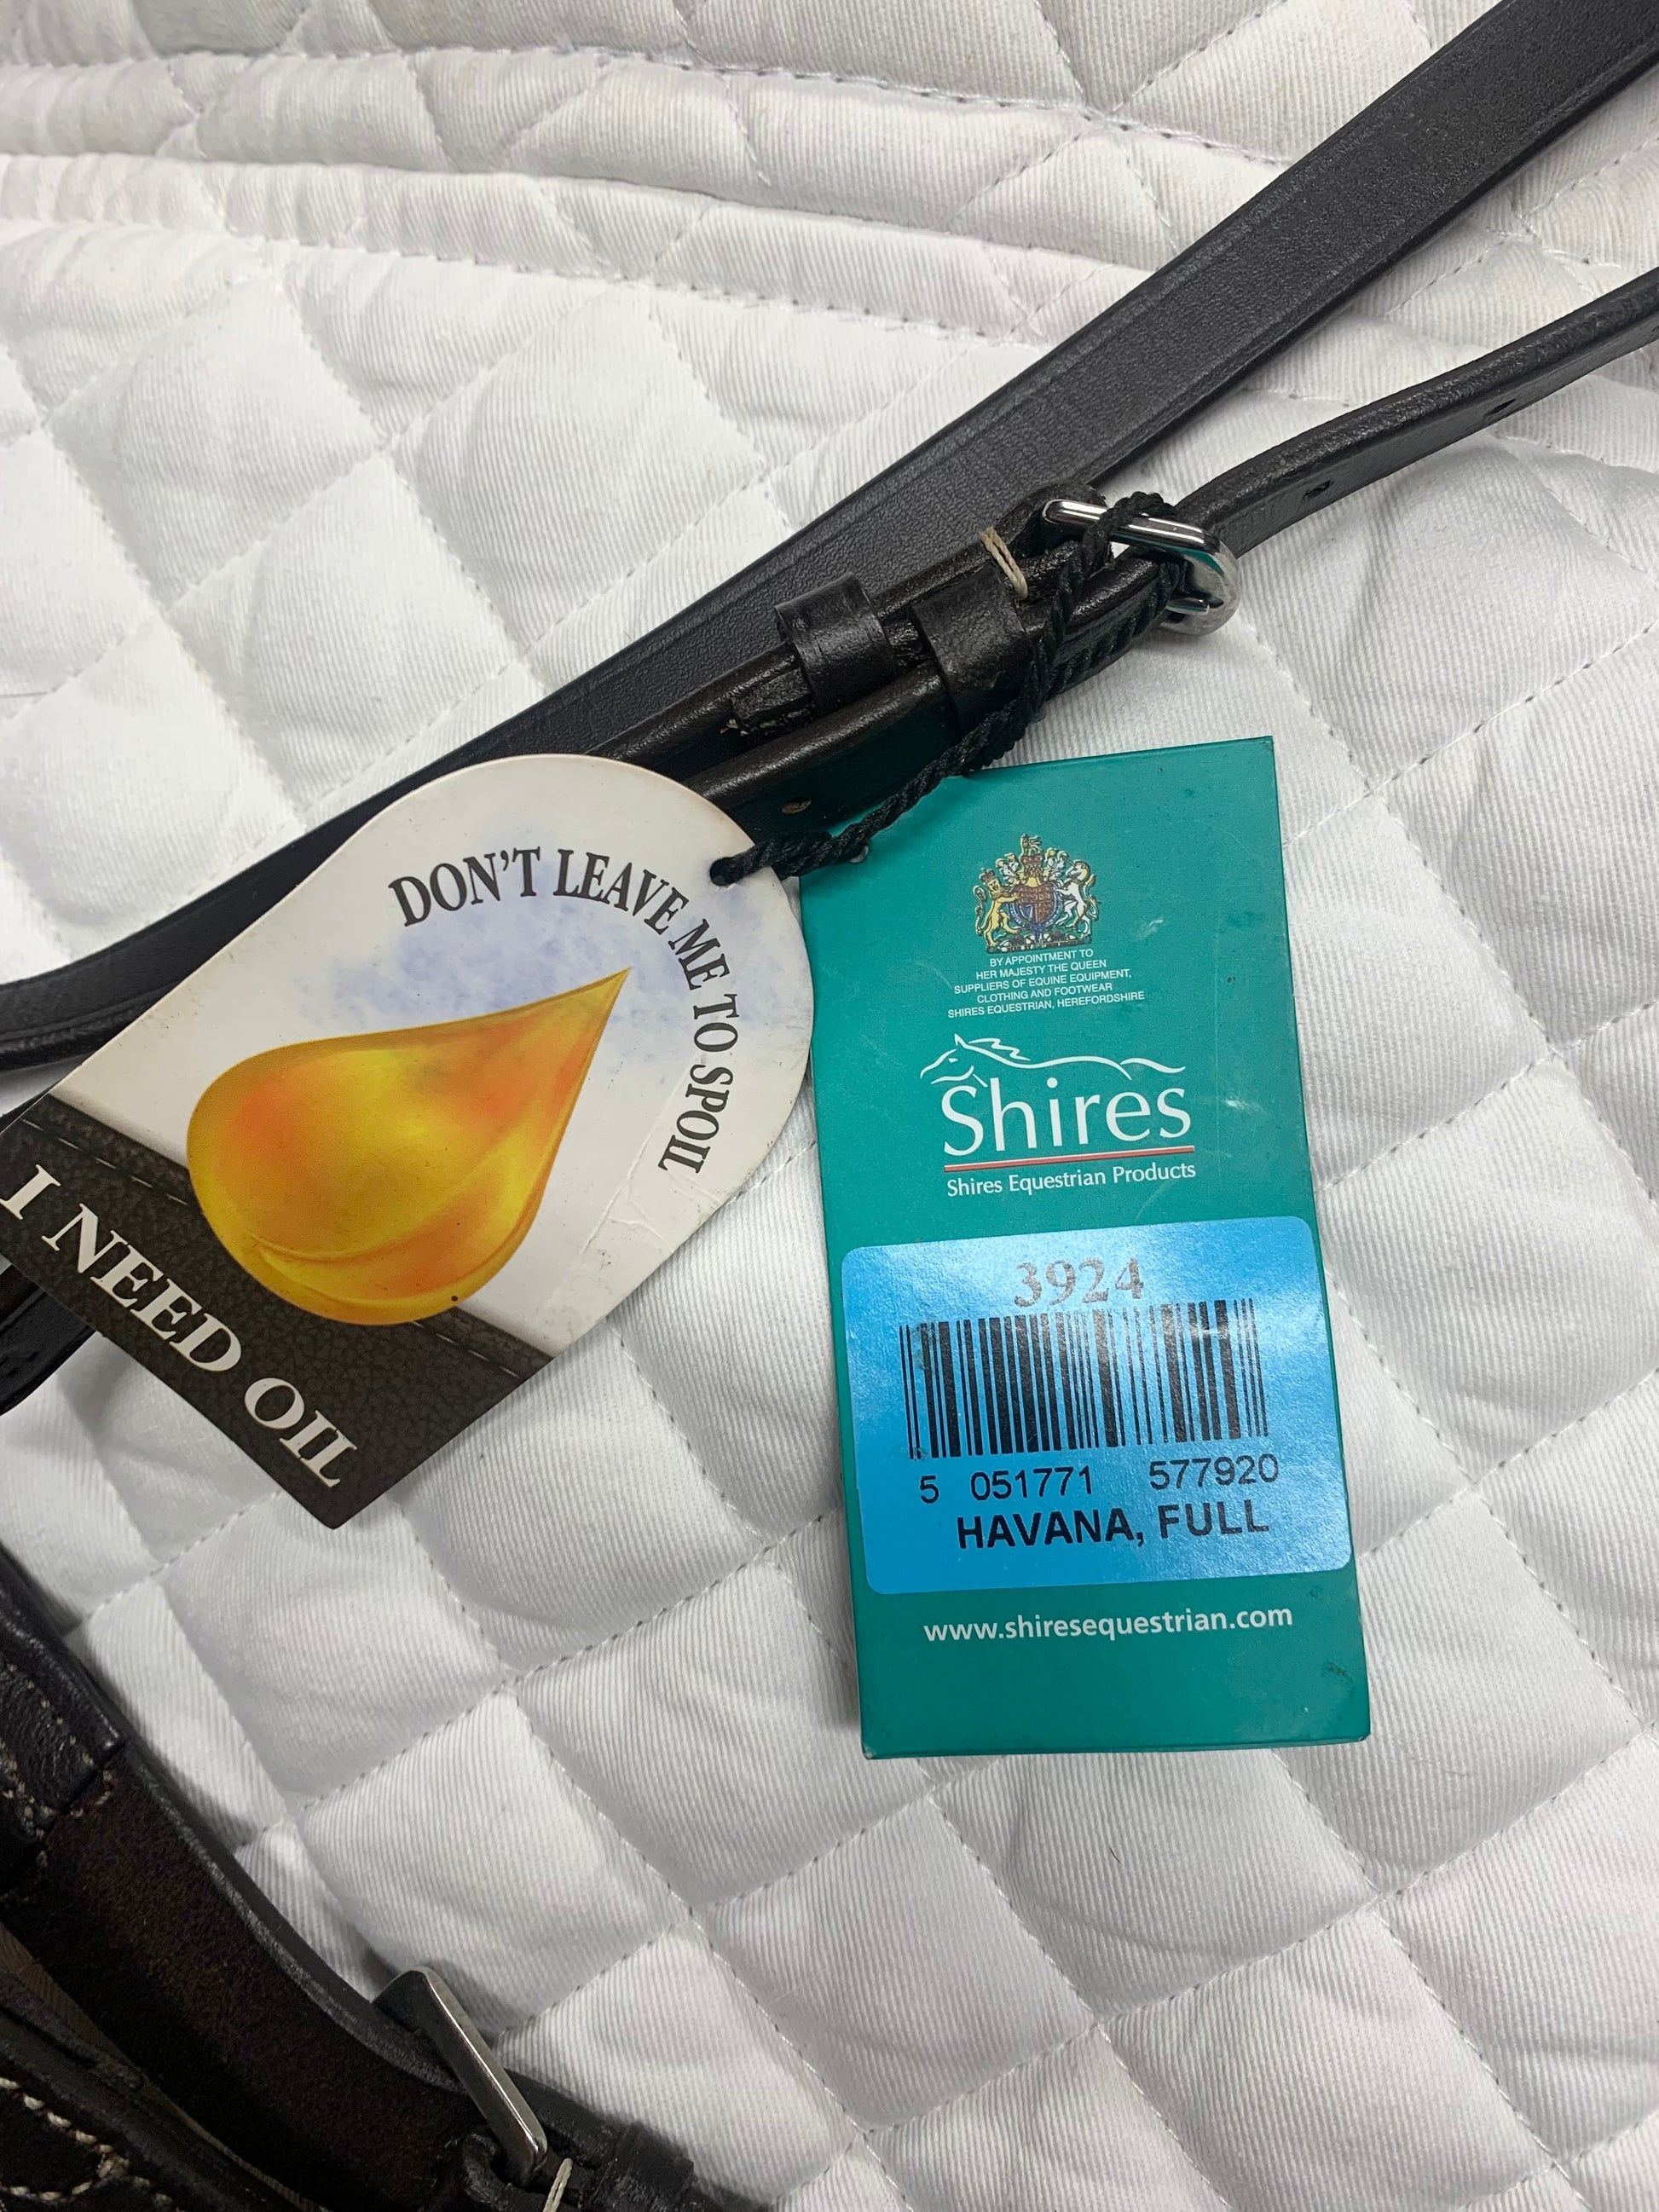 DON'T LEAVE ME TO SPOIL
I NEED OIL
BY APPOINTMENT TO
HER MAJESTY THE QUEEN
SUPPLIERS OF EQUINE EQUIPMENT,
CLOTHING AND FOOTWEAR
SHIRES EQUESTRIAN, HEREFORDSHIRE
Shires
Shires Equestrian Products
3924
5 051771 577920
HAVANA, FULL
www.shiresequestrian.com